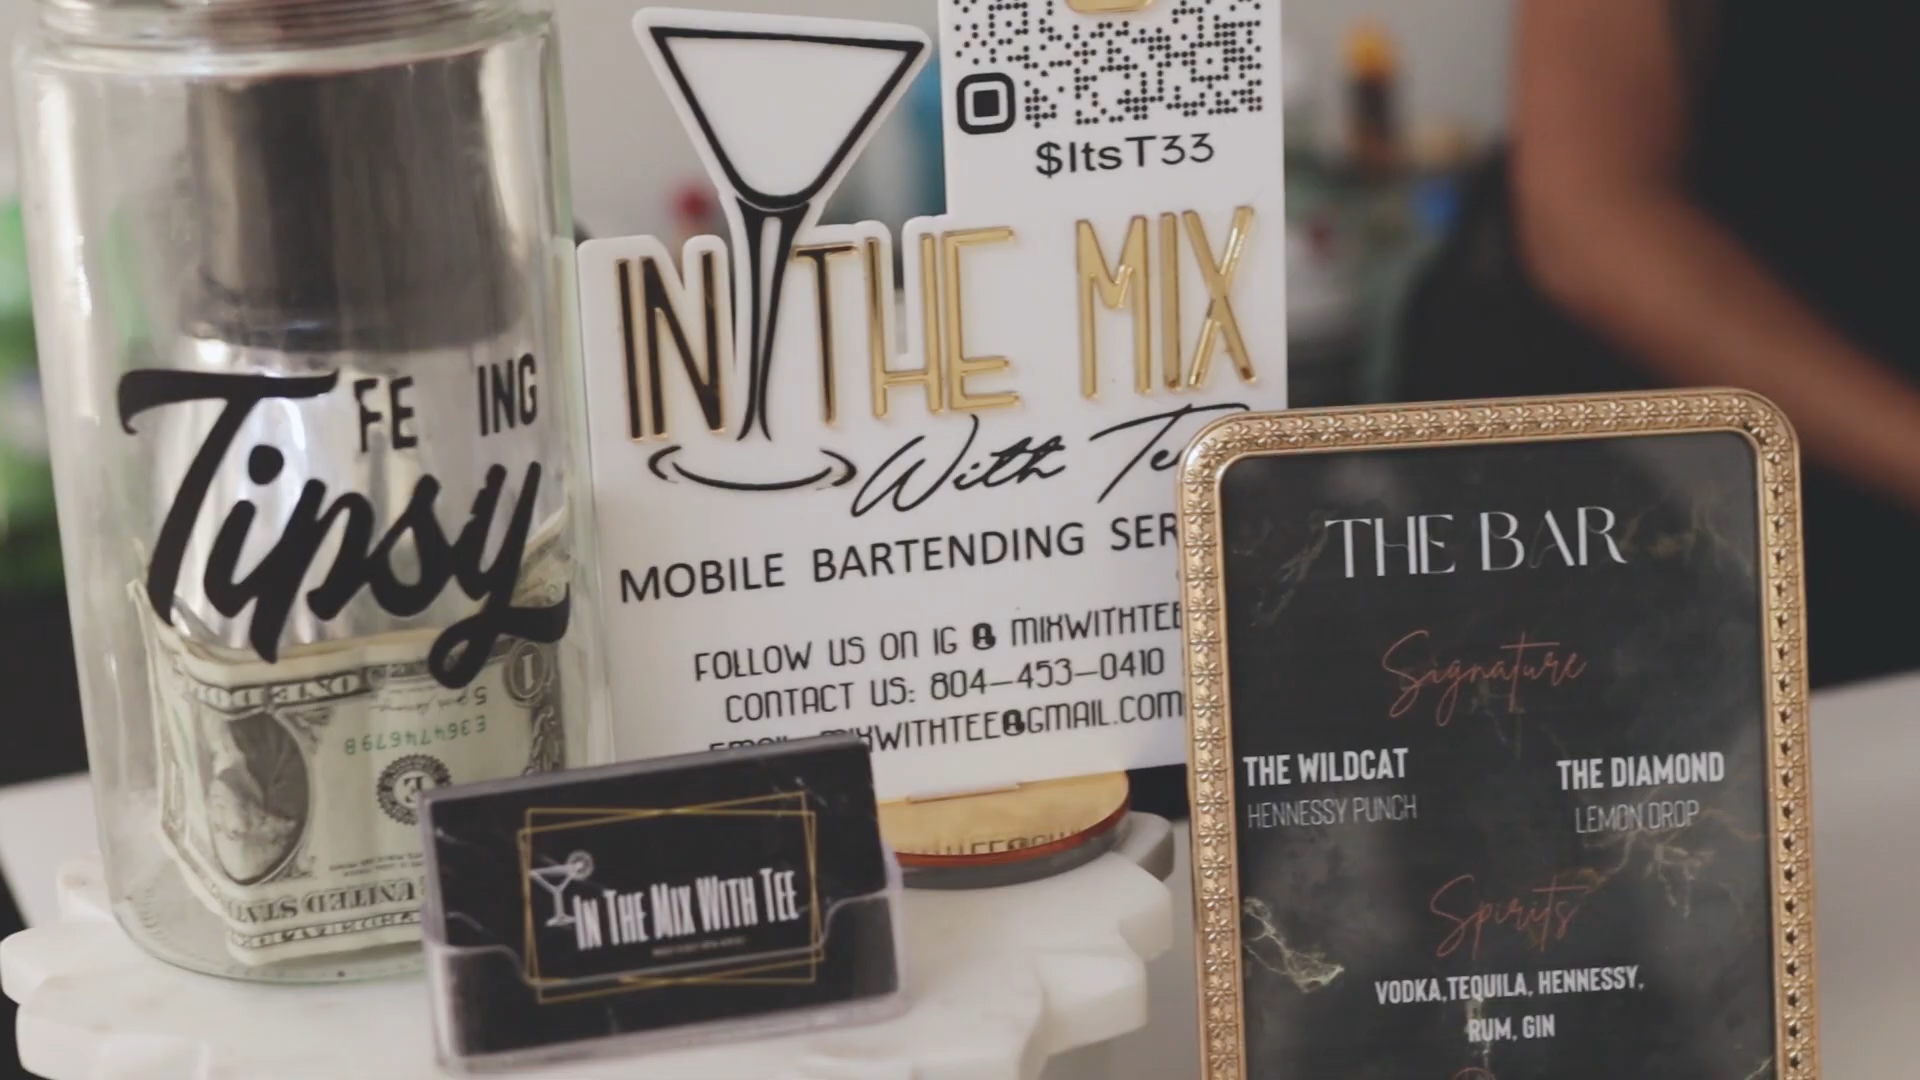 FE ING
Tipsy
E36474679B
$ItsT33
IN THE MIX
With Te
MOBILE BARTENDING SER
FOLLOW US ON IG @ MIXWITHTEE
CONTACT US: 804-453-0410
EMAIL: MIXWITHTEE@GMAIL.COM
IN THE MIX WITH TEE
THE BAR
Signature
THE WILDCAT
HENNESSY PUNCH
THE DIAMOND
LEMON DROP
Spirits
VODKA,TEQUILA, HENNESSY,
RUM, GIN